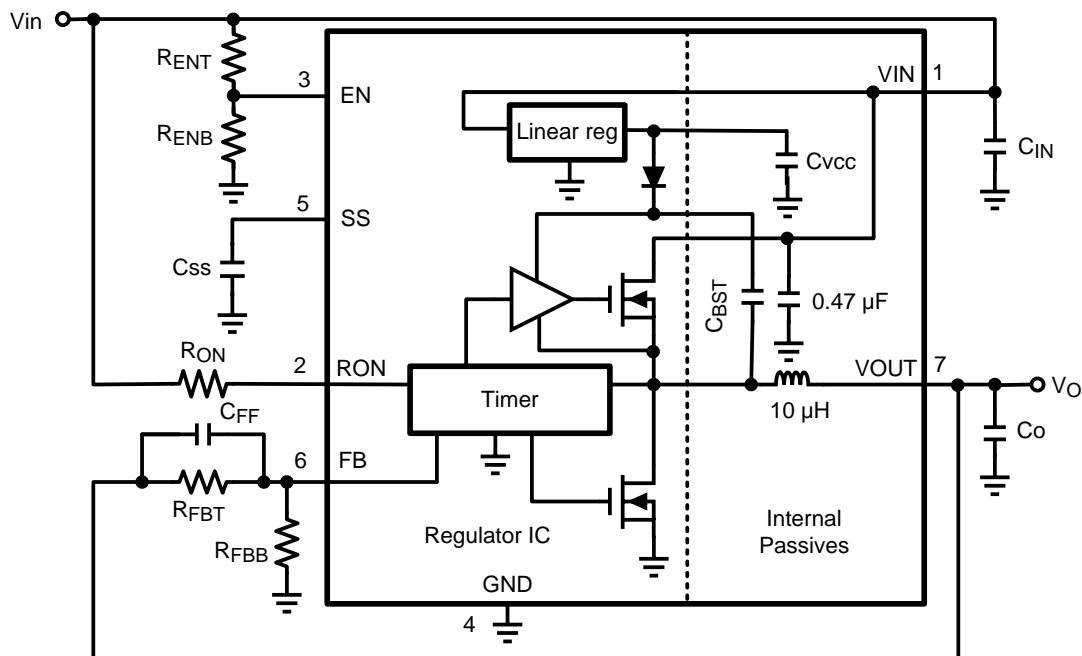 Vin
RENT
3
EN
RENB
5
SS
Css
Linear reg
VIN
1
CIN
Cvcc
CBST
0.47 µF
RON
2
RON
Timer
VOUT
7
VO
10 µH
Co
CFF
6
FB
RFBT
RFBB
Regulator IC
Internal
Passives
GND
4